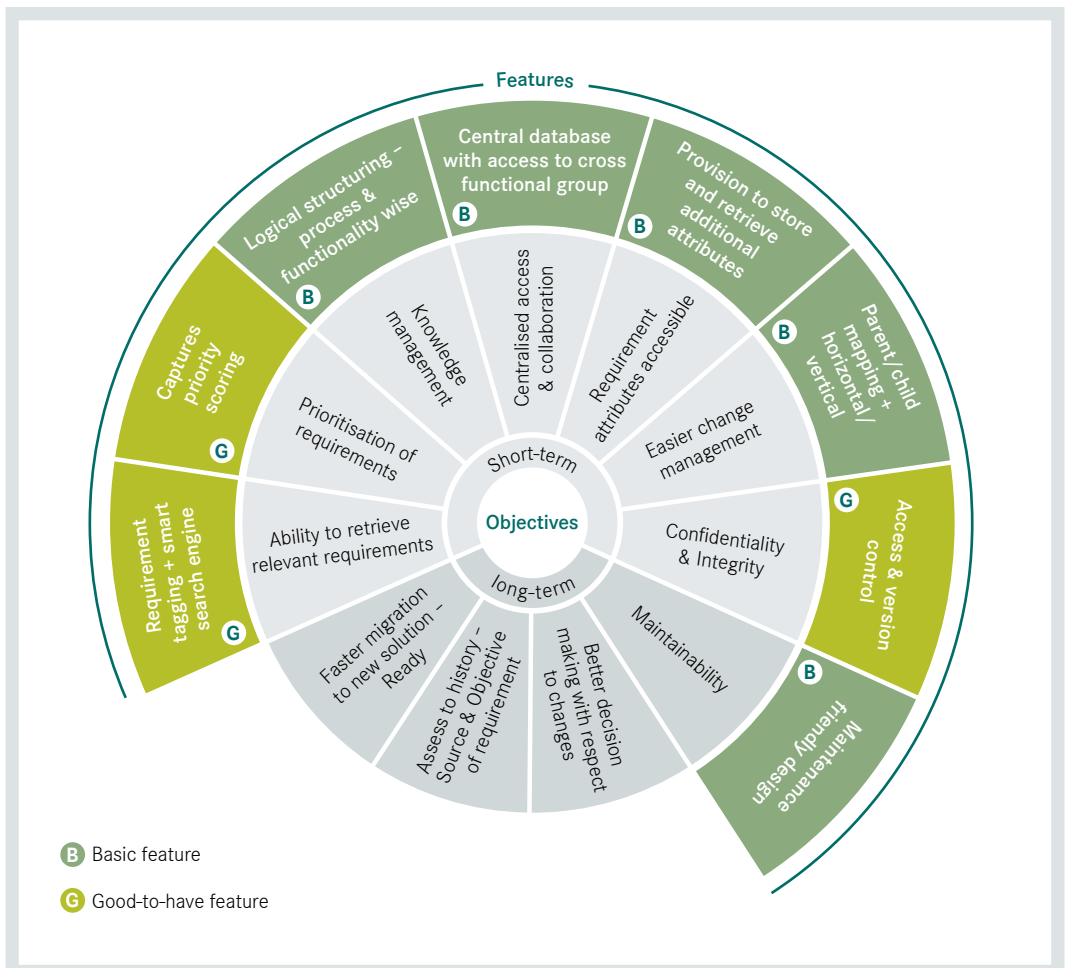 Features
Requirement
tagging + smart
search engine
G
Captures
priority
scoring
G
Logical structuring –
process &
functionality wise
B
Central database
with access to cross
functional group
B
Provision to store
and retrieve
additional
attributes
B
Parent/child
mapping +
horizontal/
vertical
B
Access & version
control
G
Maintenance
friendly design
B
Ability to retrieve
relevant requirements
Prioritisation of
requirements
Knowledge
management
Centralised access
& collaboration
Requirement
attributes accessible
Easier change
management
Confidentiality
& Integrity
Maintainability
Better decision
making with respect
to changes
Assess to history –
Source & Objective
of requirement
Faster migration
to new solution –
Ready
Short-term
Objectives
long-term
B Basic feature
G Good-to-have feature